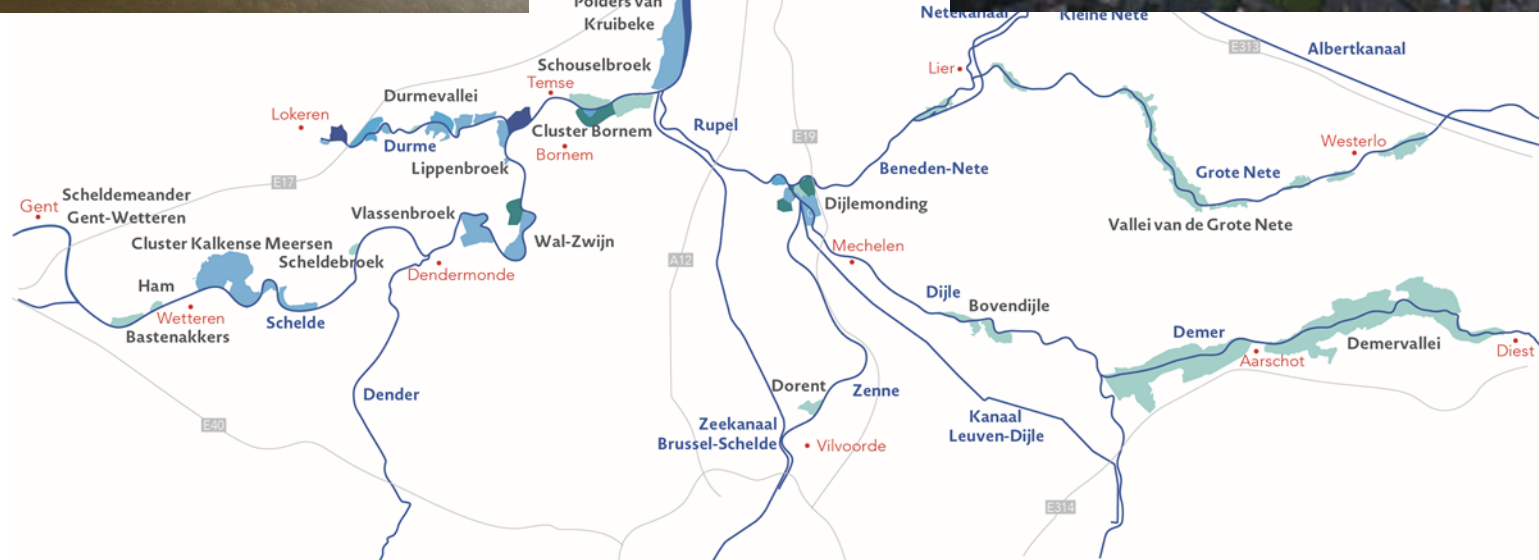 Polders van
Kruibeke
Netekanaal
Kleine Nete
E313
Albertkanaal
Schouselbroek
Temse
Lier
Durmevallei
Lokeren
Durme
Cluster Bornem
Bornem
Rupel
E19
Westerlo
Lippenbroek
Beneden-Nete
Grote Nete
E17
Scheldemeander
Gent-Wetteren
Gent
Vlassenbroek
Dijlemonding
Vallei van de Grote Nete
Cluster Kalkense Meersen
Scheldebroek
Wal-Zwijn
Mechelen
A12
Dendermonde
Ham
Wetteren
Bastenakkers
Schelde
Dijle
Bovendijle
Demer
Aarschot
Demervallei
Diest
Dender
Dorent
Zenne
Zeekanaal
Brussel-Schelde
Vilvoorde
Kanaal
Leuven-Dijle
E40
E314